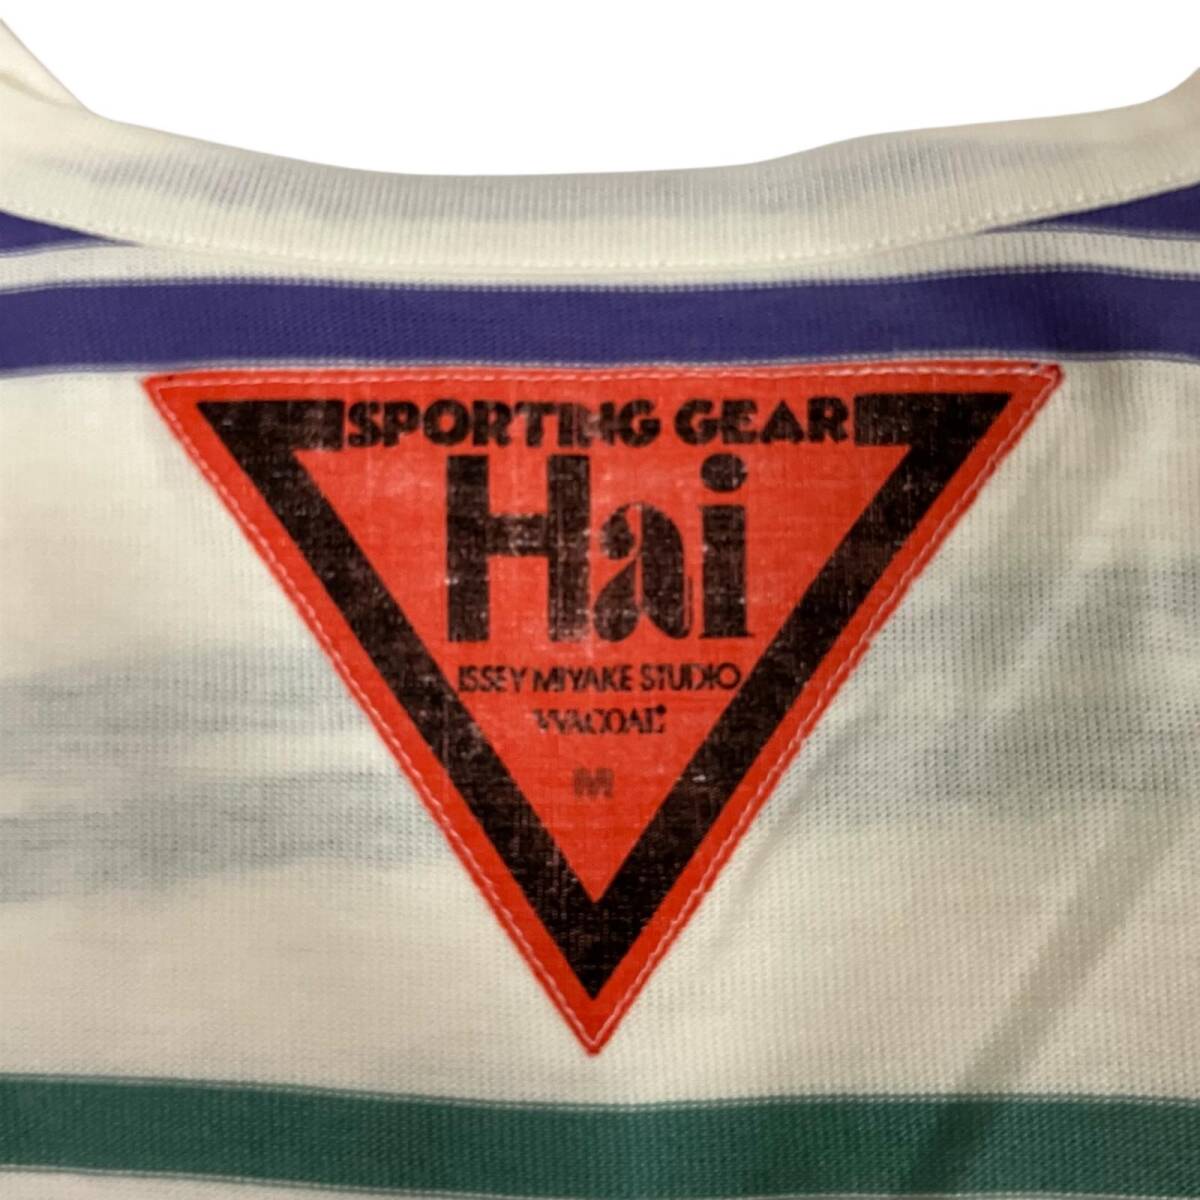 SPORTING GEAR
Hai
ISSEY MIYAKE STUDIO
WACOAL
M